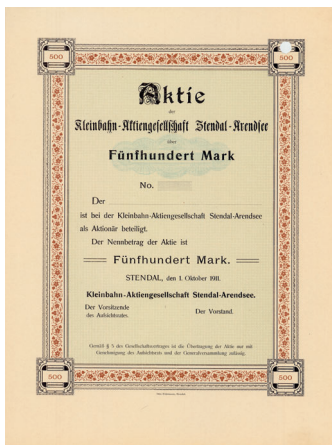 500 500
Aktie
der
Kleinbahn-Aktiengesellschaft Stendal-Arendsee
über
Fünfhundert Mark
No.
Der
ist bei der Kleinbahn-Aktiengesellschaft Stendal-Arendsee
als Aktionär beteiligt.
Der Nennbetrag der Aktie ist
Fünfhundert Mark.
STENDAL, den 1. Oktober 1911.
Kleinbahn-Aktiengesellschaft Stendal-Arendsee.
Der Vorsitzende
des Aufsichtsrates.
Der Vorstand.
Gemäß § 5 des Gesellschaftsvertrages ist die Übertragung der Aktie nur mit
Genehmigung des Aufsichtsrats und der Generalversammlung zulässig.
500 500